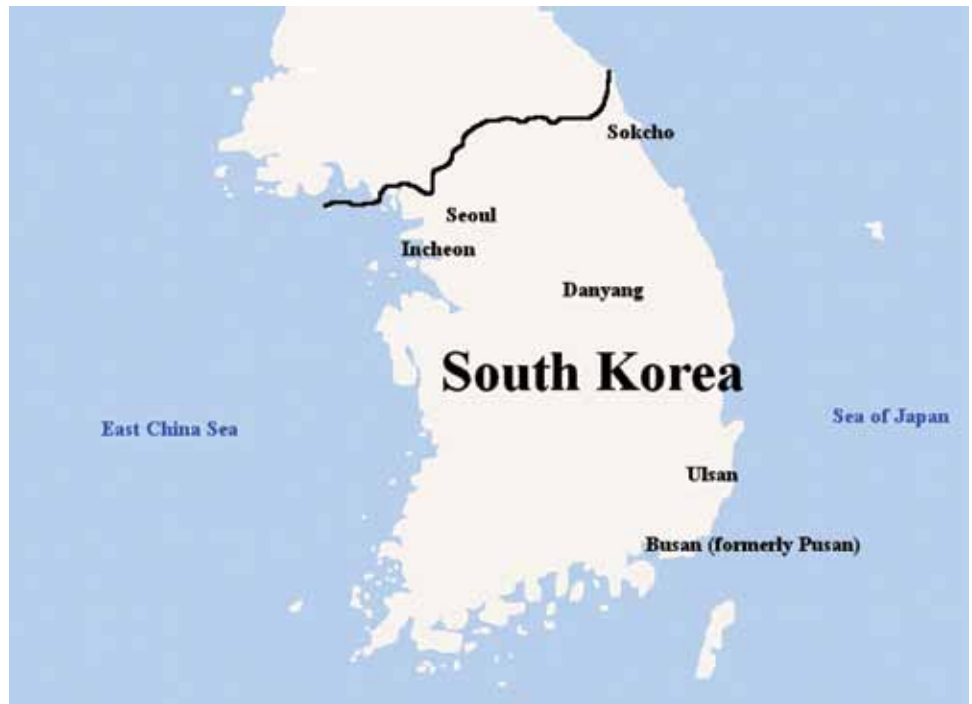 Sokcho
Seoul
Incheon
Danyang
South Korea
East China Sea
Sea of Japan
Ulsan
Busan (formerly Pusan)